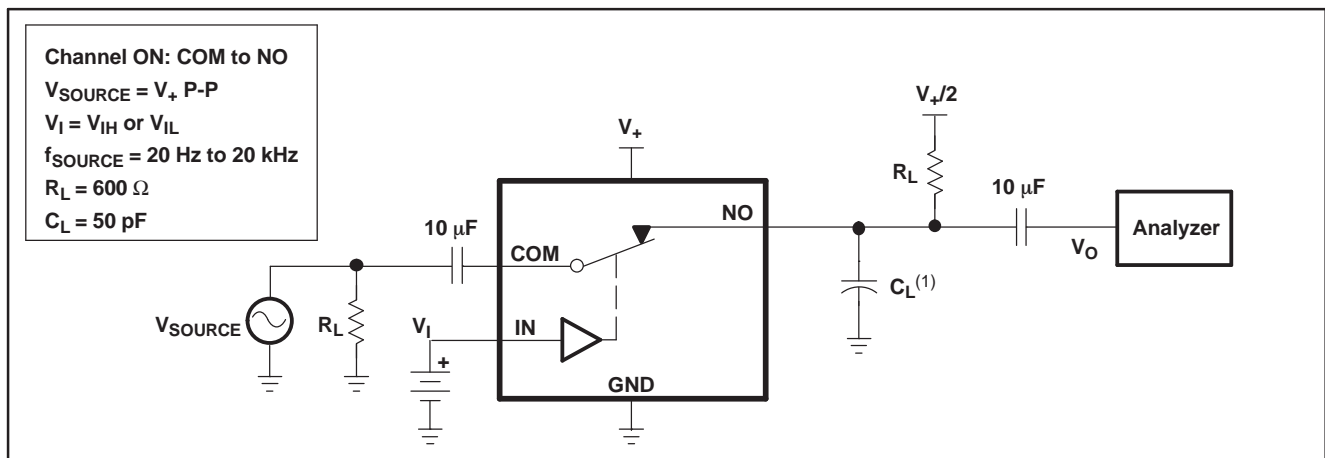 Channel ON: COM to NO
VSOURCE = V+ P-P
VI = VIH or VIL
fSOURCE = 20 Hz to 20 kHz
RL = 600 Ω
CL = 50 pF
V+/2
V+
RL
10 μF
NO
Analyzer
10 μF
COM
VO
CL(1)
VSOURCE
RL
VI
IN
+
GND